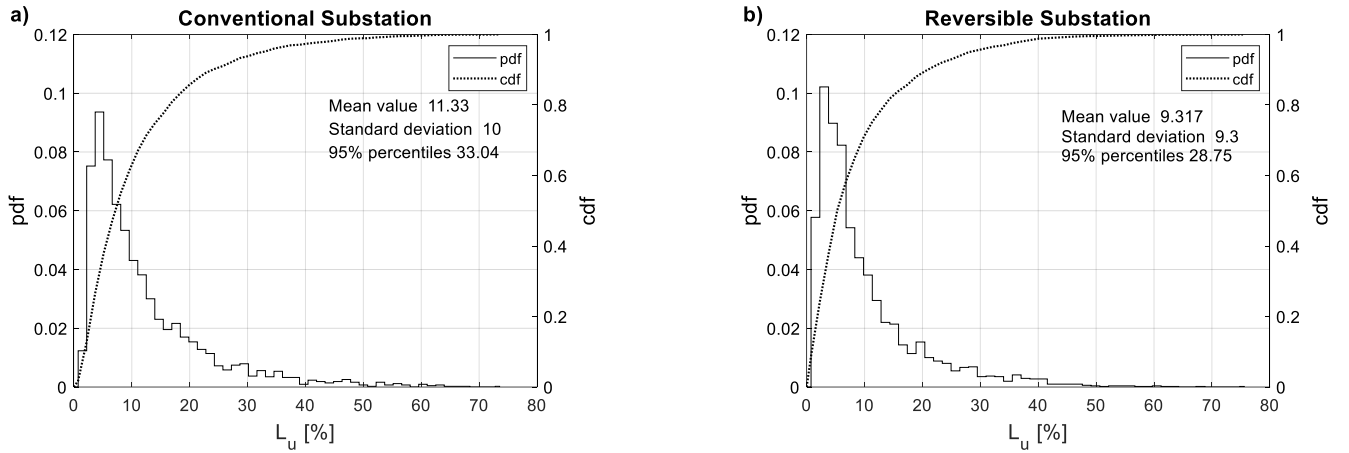 a)
Conventional Substation
0.12
0.1
0.08
0.06
0.04
0.02
0
pdf
1
0.8
0.6
0.4
0.2
0
cdf
pdf
cdf
Mean value 11.33
Standard deviation 10
95% percentiles 33.04
0 10 20 30 40 50 60 70 80
Lu [%]
b)
Reversible Substation
0.12
0.1
0.08
0.06
0.04
0.02
0
pdf
1
0.8
0.6
0.4
0.2
0
cdf
pdf
cdf
Mean value 9.317
Standard deviation 9.3
95% percentiles 28.75
0 10 20 30 40 50 60 70 80
Lu [%]